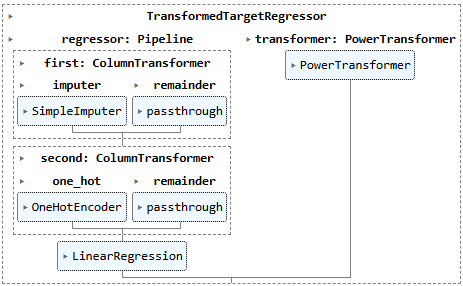 TransformedTargetRegressor
regressor: Pipeline
transformer: PowerTransformer
first: ColumnTransformer
PowerTransformer
imputer
remainder
SimpleImputer
passthrough
second: ColumnTransformer
one_hot
remainder
OneHotEncoder
passthrough
LinearRegression